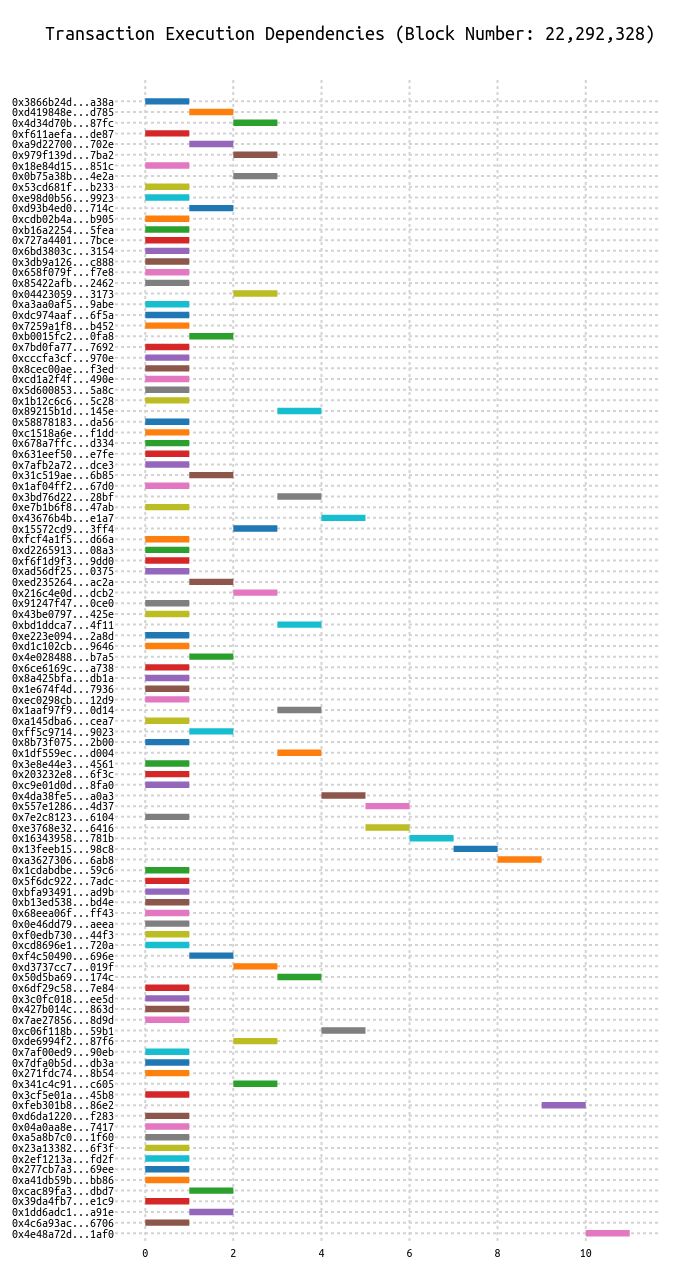 Transaction Execution Dependencies (Block Number: 22,292,328)
0x3866b24d...a38a
0xd419848e...d785
0x4d34d70b...87fc
0xf611aefa...de87
0xa9d22700...702e
0x979f139d...7ba2
0x18e84d15...851c
0x0b75a38b...4e2a
0x53cd681f...b233
0xe98d0b56...9923
0xd93b4ed0...714c
0xcdb02b4a...b905
0xb16a2254...5fea
0x727a4401...7bce
0x6bd3803c...3154
0x3db9a126...c888
0x658f079f...f7e8
0x85422afb...2462
0x04423059...3173
0xa3aa0af5...9abe
0xdc974aaf...6f5a
0x7259a1f8...b452
0xb0015fc2...0fa8
0x7bd0fa77...7692
0xcccfa3cf...970e
0x8cec00ae...f3ed
0xcd1a2f4f...490e
0x5d600853...5a8c
0x1b12c6c6...5c28
0x89215b1d...145e
0x58878183...da56
0xc1518a6e...f1dd
0x678a7ffc...d334
0x631eef50...e7fe
0x7afb2a72...dce3
0x31c519ae...6b85
0x1af04ff2...67d0
0x3bd76d22...28bf
0xe7b1b6f8...47ab
0x43676b4b...e1a7
0x15572cd9...3ff4
0xfcf4a1f5...d66a
0xd2265913...08a3
0xf6f1d9f3...9dd0
0xad56df25...0375
0xed235264...ac2a
0x216c4e0d...dcb2
0x91247f47...0ce0
0x43be0797...425e
0xbd1ddca7...4f11
0xe223e094...2a8d
0xd1c102cb...9646
0x4e028488...b7a5
0x6ce6169c...a738
0x8a425bfa...db1a
0x1e674f4d...7936
0xec0298cb...12d9
0x1aaf97f9...0d14
0xa145dba6...cea7
0xff5c9714...9023
0x8b73f075...2b00
0x1df559ec...d004
0x3e8e44e3...4561
0x203232e8...6f3c
0xc9e01d0d...8fa0
0x4da38fe5...a0a3
0x557e1286...4d37
0x7e2c8123...6104
0xe3768e32...6416
0x16343958...781b
0x13feeb15...98c8
0xa3627306...6ab8
0x1cdabdbe...59c6
0x5f6dc922...7adc
0xbfa93491...ad9b
0xb13ed538...bd4e
0x68eea06f...ff43
0x0e46dd79...aeea
0xf0edb730...44f3
0xcd8696e1...720a
0xf4c50490...696e
0xd3737cc7...019f
0x50d5ba69...174c
0x6df29c58...7e84
0x3c0fc018...ee5d
0x427b014c...863d
0x7ae27856...8d9d
0xc06f118b...59b1
0xde6994f2...87f6
0x7af00ed9...90eb
0x7dfa0b5d...db3a
0x271fdc74...8b54
0x341c4c91...c605
0x3cf5e01a...45b8
0xfeb301b8...86e2
0xd6da1220...f283
0x04a0aa8e...7417
0xa5a8b7c0...1f60
0x23a13382...6f3f
0x2ef1213a...fd2f
0x277cb7a3...69ee
0xa41db59b...bb86
0xcac89fa3...dbd7
0x39da4fb7...e1c9
0x1dd6adc1...a91e
0x4c6a93ac...6706
0x4e48a72d...1af0
0 2 4 6 8 10